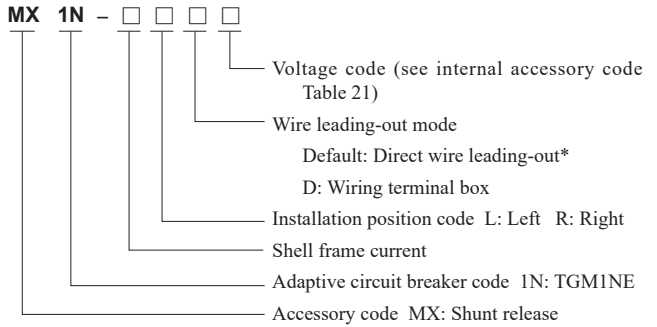 MX 1N – □ □ □ □
Voltage code (see internal accessory code
Table 21)
Wire leading-out mode
Default: Direct wire leading-out*
D: Wiring terminal box
Installation position code L: Left R: Right
Shell frame current
Adaptive circuit breaker code 1N: TGM1NE
Accessory code MX: Shunt release